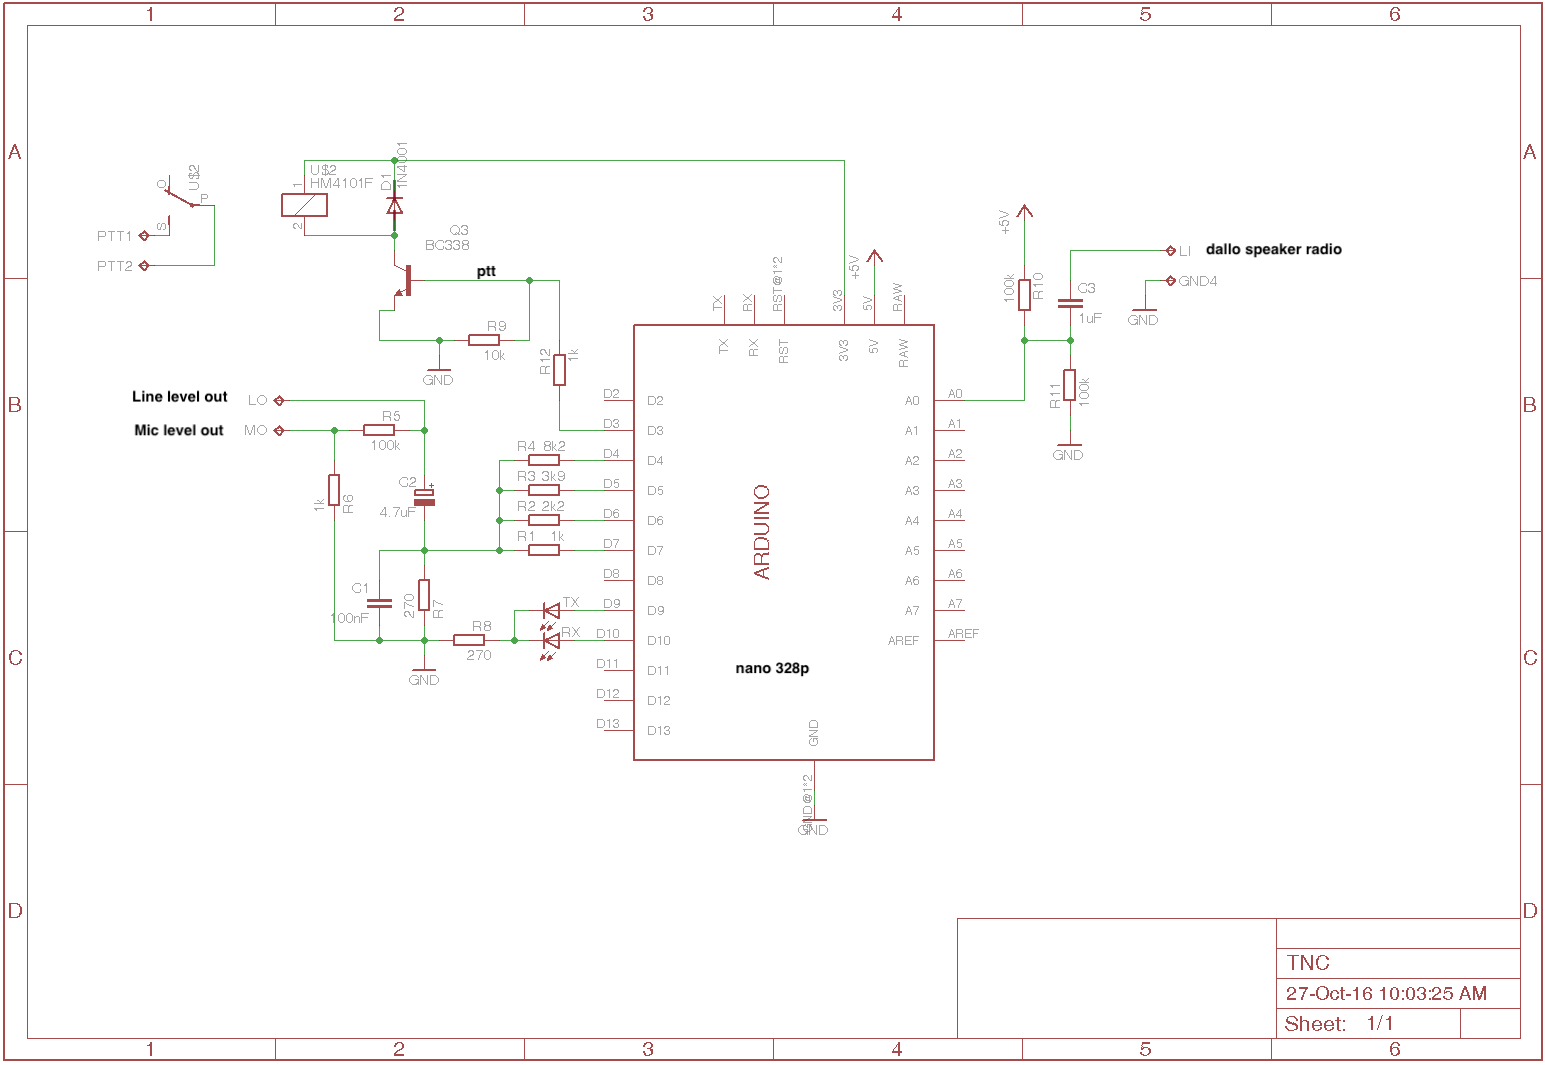 1 2 3 4 5 6
A A
B B
C C
D D
1 2 3 4 5 6
U$2
O
P
S
PTT1
PTT2
U$2
HM4101F
1
2
D1
1N4001
Q3
BC338
ptt
R9
10k
GND
R12
1k
Line level out LO
Mic level out MO
R5
100k
1k
R6
C2
+
4.7uF
R4 8k2
R3 3k9
R2 2k2
R1 1k
C1
100nF
270
R7
R8
270
GND
TX
RX
TX RX RST@1*2 3V3 5V RAW
+5V
TX RX RST 3V3 5V RAW
D2 D2
D3 D3
D4 D4
D5 D5
D6 D6
D7 D7
D8 D8
D9 D9
D10 D10
D11 D11
D12 D12
D13 D13
ARDUINO
nano 328p
A0 A0
A1 A1
A2 A2
A3 A3
A4 A4
A5 A5
A6 A6
A7 A7
AREF AREF
GND
GND@1*2
GND
+5V
100k
R10
C3
1uF
R11
100k
GND
LI dallo speaker radio
GND4
GND
TNC
27-Oct-16 10:03:25 AM
Sheet: 1/1